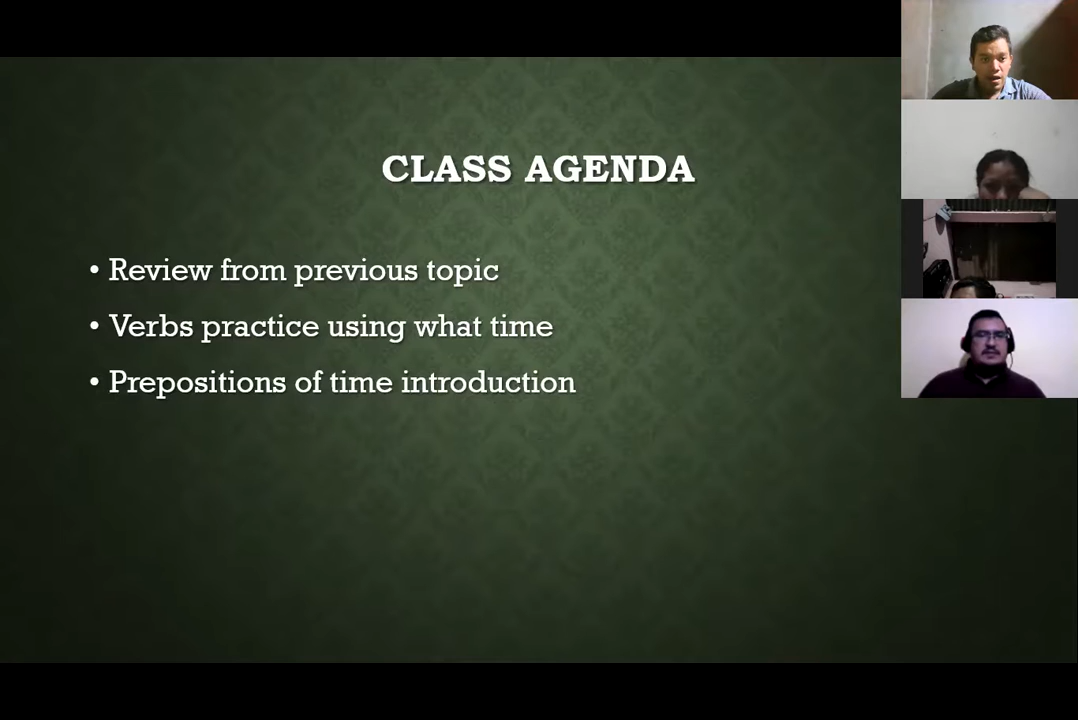 CLASS AGENDA
• Review from previous topic
• Verbs practice using what time
• Prepositions of time introduction